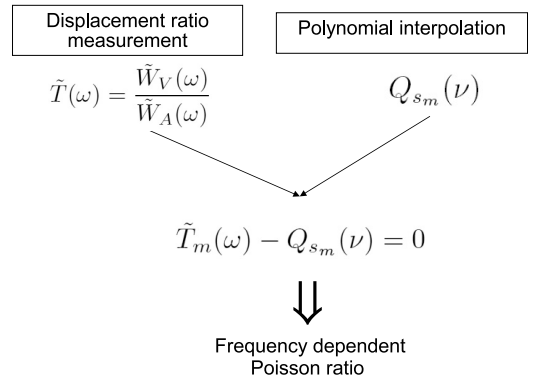 Displacement ratio
measurement
Polynomial interpolation
T̃(ω) = W̃_V(ω) / W̃_A(ω)
Q_{s_m}(ν)
T̃_m(ω) − Q_{s_m}(ν) = 0
⇓
Frequency dependent
Poisson ratio